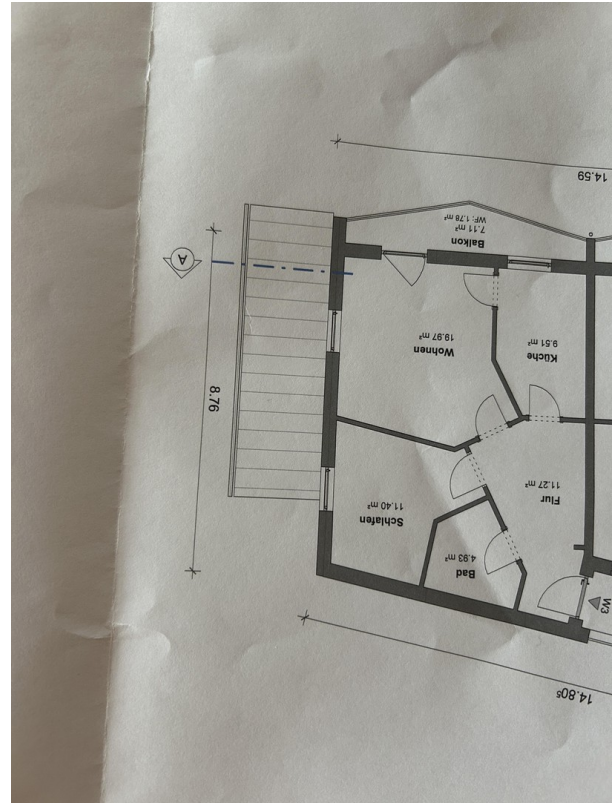 14.80⁵
W3
Bad
4.93 m²
Flur
11.27 m²
Schlafen
11.40 m²
8.76
Küche
9.51 m²
Wohnen
19.97 m²
A
Balkon
7.11 m²
WF: 1.78 m²
14.59